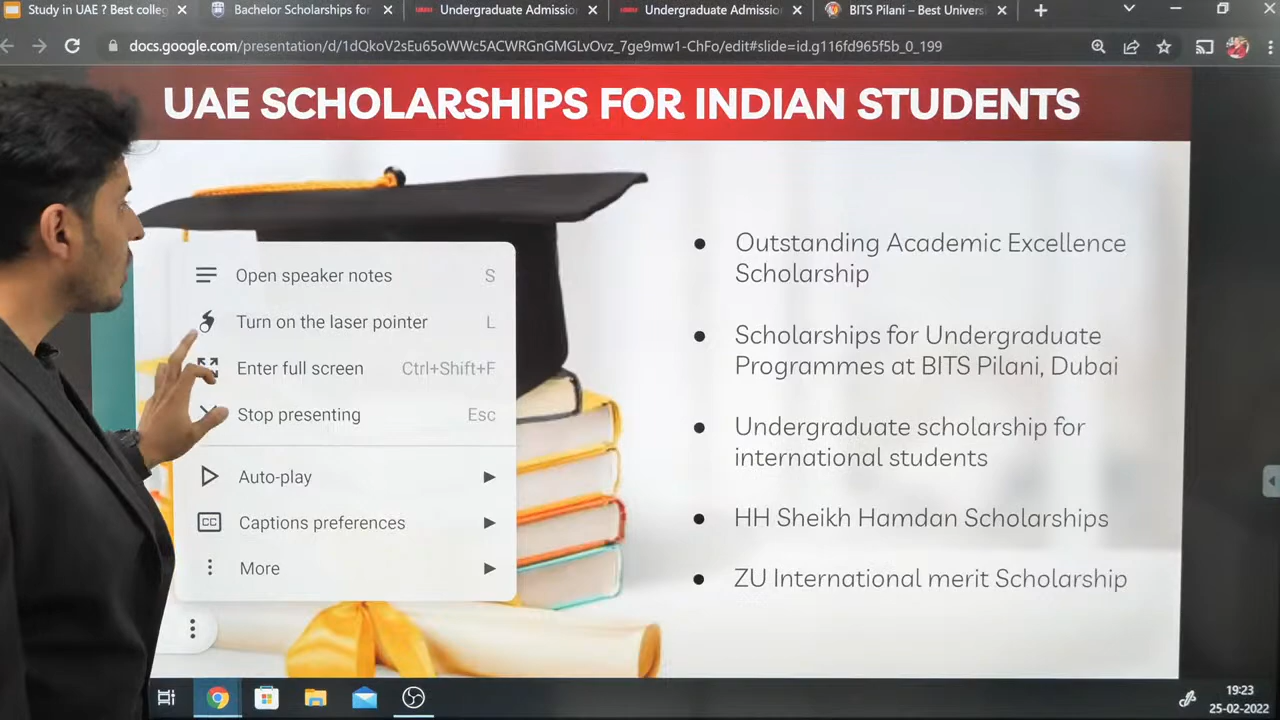 Study in UAE ? Best colleg
Bachelor Scholarships for
Undergraduate Admissio
Undergraduate Admissio
BITS Pilani – Best Univers
docs.google.com/presentation/d/1dQkoV2sEu65oWWc5ACWRGnGMGLvOvz_7ge9mw1-ChFo/edit#slide=id.g116fd965f5b_0_199
UAE SCHOLARSHIPS FOR INDIAN STUDENTS
Open speaker notes S
Turn on the laser pointer L
Enter full screen Ctrl+Shift+F
Stop presenting Esc
Auto-play
CC Captions preferences
More
Outstanding Academic Excellence
Scholarship
Scholarships for Undergraduate
Programmes at BITS Pilani, Dubai
Undergraduate scholarship for
international students
HH Sheikh Hamdan Scholarships
ZU International merit Scholarship
19:23
25-02-2022